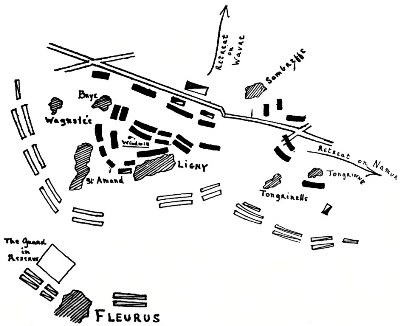 Retreat
on
Wavre
Sombreffe
Brye
Wagnelée
Windmill
LIGNY
St Amand
Retreat on Namur
Tongrinne
Tongrinelle
The Guard
in
Reserve
FLEURUS